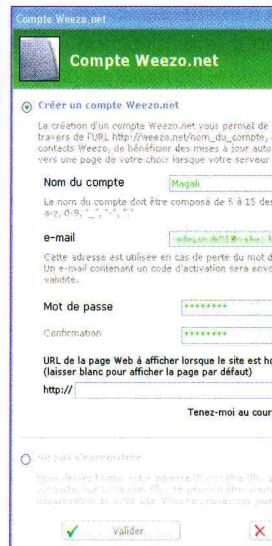 Compte Weezo.net
Compte Weezo.net
Créer un compte Weezo.net
La création d'un compte Weezo.net vous permet de
travers de l'URL http://weezo.net/nom_du_compte,
contacts Weezo, de bénéficier des mises à jour auto
vers une page de votre choix lorsque votre serveur
Nom du compte
Magali
Le nom du compte doit être composé de 5 à 15 des
a-z, 0-9, "_", "-", "."
e-mail
Cette adresse est utilisée en cas de perte du mot d
Un e-mail contenant un code d'activation sera envo
validité.
Mot de passe
********
Confirmation
********
URL de la page Web à afficher lorsque le site est ho
(laisser blanc pour afficher la page par défaut)
http://
Tenez-moi au cour
Ne pas s'enregistrer
Valider